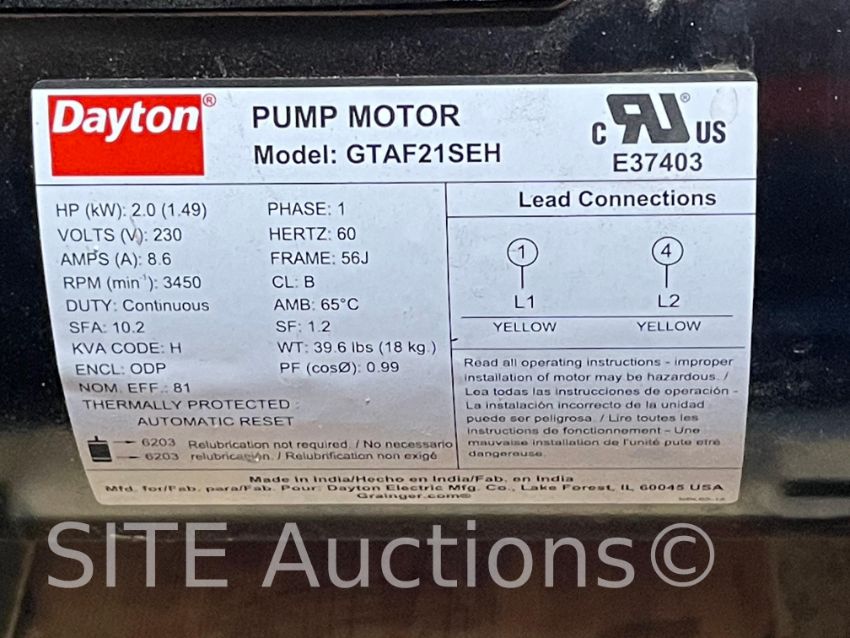 Dayton®
PUMP MOTOR
Model: GTAF21SEH
C RU® US
E37403
HP (kW): 2.0 (1.49)
VOLTS (V): 230
AMPS (A): 8.6
RPM (min⁻¹): 3450
DUTY: Continuous
SFA: 10.2
KVA CODE: H
ENCL: ODP
NOM. EFF.: 81
THERMALLY PROTECTED:
AUTOMATIC RESET
PHASE: 1
HERTZ: 60
FRAME: 56J
CL: B
AMB: 65°C
SF: 1.2
WT: 39.6 lbs (18 kg.)
PF (cosØ): 0.99
6203 Relubrication not required. / No necesario
6203 relubricación. / Relubrification non exigé
Lead Connections
1 4
L1 L2
YELLOW YELLOW
Read all operating instructions - improper
installation of motor may be hazardous. /
Lea todas las instrucciones de operación -
La instalación incorrecto de la unidad
puede ser peligrosa. / Lire toutes les
instructions de fonctionnement - Une
mauvaise installation de l'unité pute etré
dangereuse.
Made in India/Hecho en India/Fab. en India
Mfd. for/Fab. para/Fab. Pour: Dayton Electric Mfg. Co., Lake Forest, IL 60045 USA
Grainger.com®
SITE Auctions©